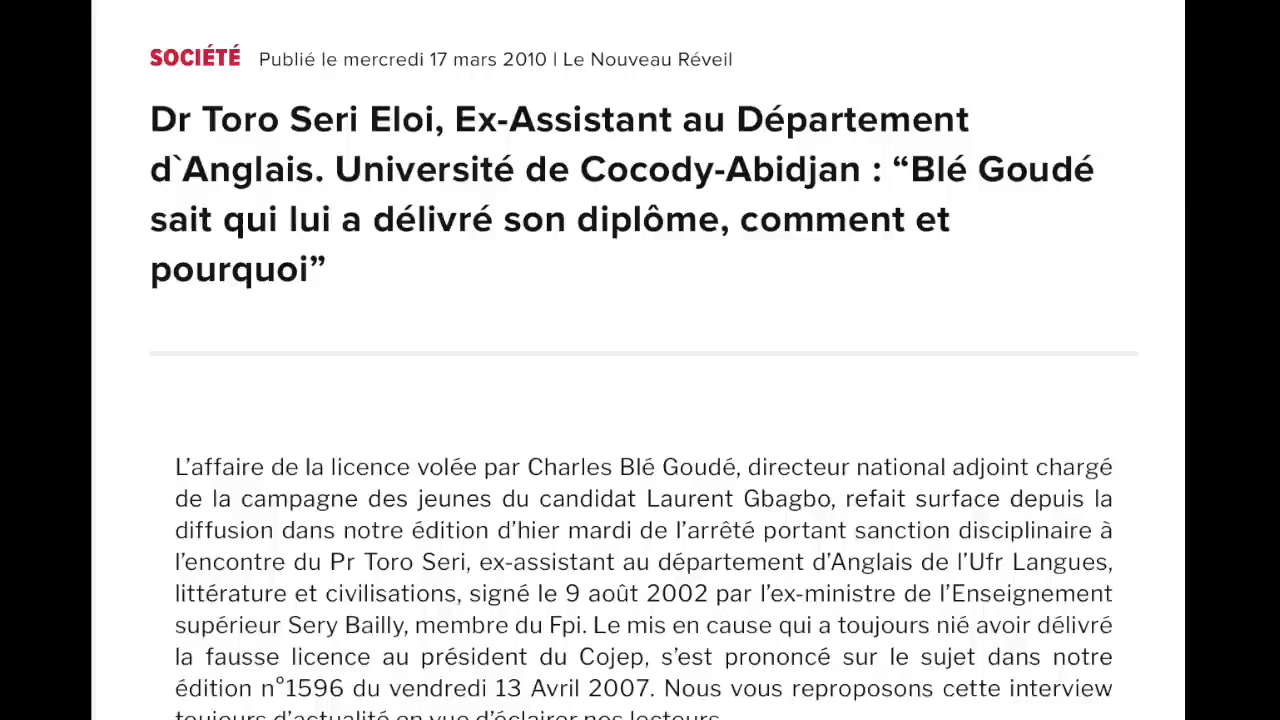 SOCIÉTÉ Publié le mercredi 17 mars 2010 | Le Nouveau Réveil
Dr Toro Seri Eloi, Ex-Assistant au Département
d`Anglais. Université de Cocody-Abidjan : “Blé Goudé
sait qui lui a délivré son diplôme, comment et
pourquoi”
L’affaire de la licence volée par Charles Blé Goudé, directeur national adjoint chargé
de la campagne des jeunes du candidat Laurent Gbagbo, refait surface depuis la
diffusion dans notre édition d’hier mardi de l’arrêté portant sanction disciplinaire à
l’encontre du Pr Toro Seri, ex-assistant au département d’Anglais de l’Ufr Langues,
littérature et civilisations, signé le 9 août 2002 par l’ex-ministre de l’Enseignement
supérieur Sery Bailly, membre du Fpi. Le mis en cause qui a toujours nié avoir délivré
la fausse licence au président du Cojep, s’est prononcé sur le sujet dans notre
édition n°1596 du vendredi 13 Avril 2007. Nous vous reproposons cette interview
toujours d’actualité en vue d’éclairer nos lecteurs.